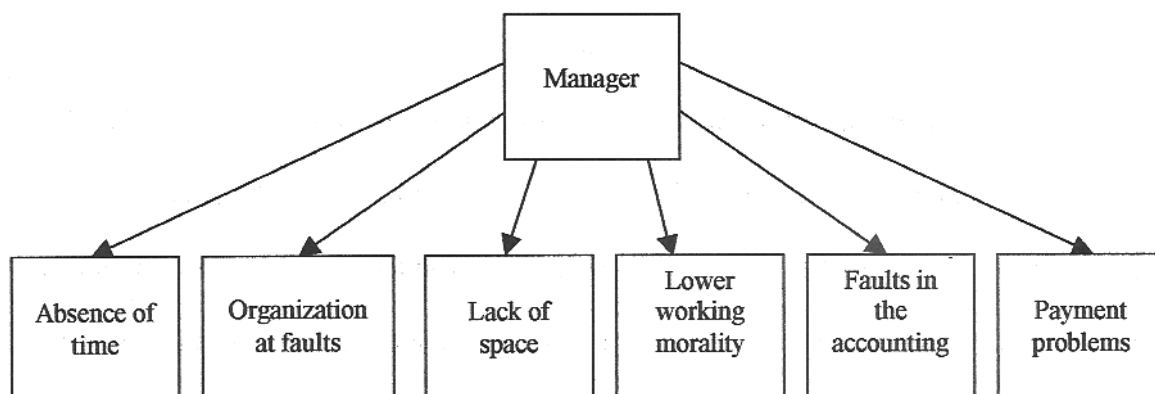 Manager
Absence of
time
Organization
at faults
Lack of
space
Lower
working
morality
Faults in
the
accounting
Payment
problems